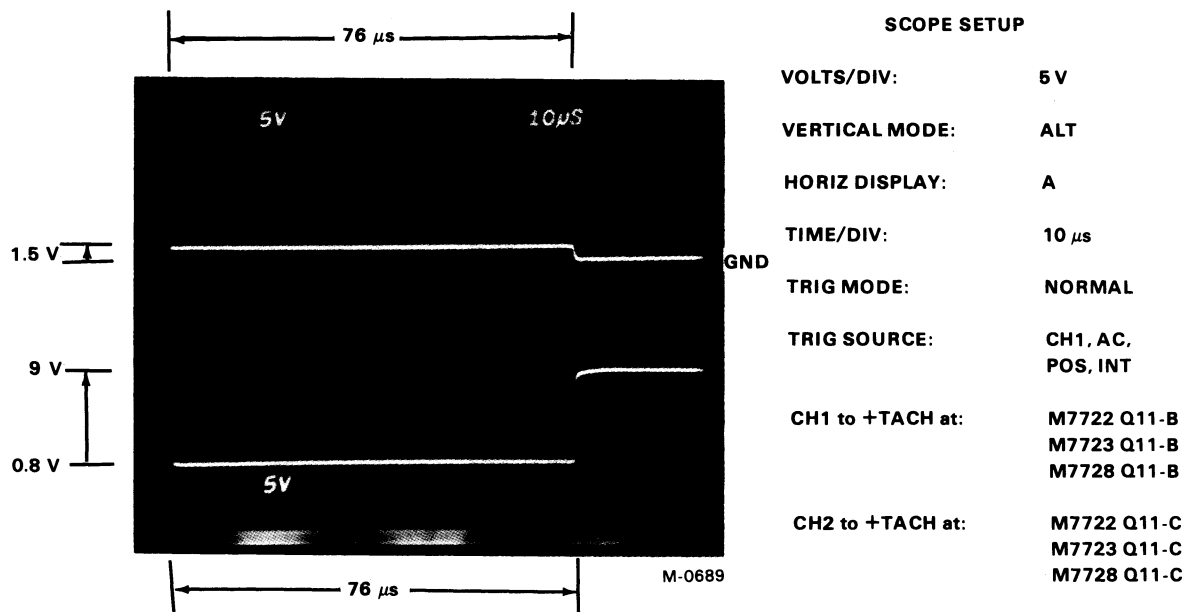 76 μs
5V
10μS
1.5 V
GND
9 V
0.8 V
5V
M-0689
76 μs
SCOPE SETUP
VOLTS/DIV: 5 V
VERTICAL MODE: ALT
HORIZ DISPLAY: A
TIME/DIV: 10 μs
TRIG MODE: NORMAL
TRIG SOURCE: CH1, AC,
POS, INT
CH1 to +TACH at: M7722 Q11-B
M7723 Q11-B
M7728 Q11-B
CH2 to +TACH at: M7722 Q11-C
M7723 Q11-C
M7728 Q11-C